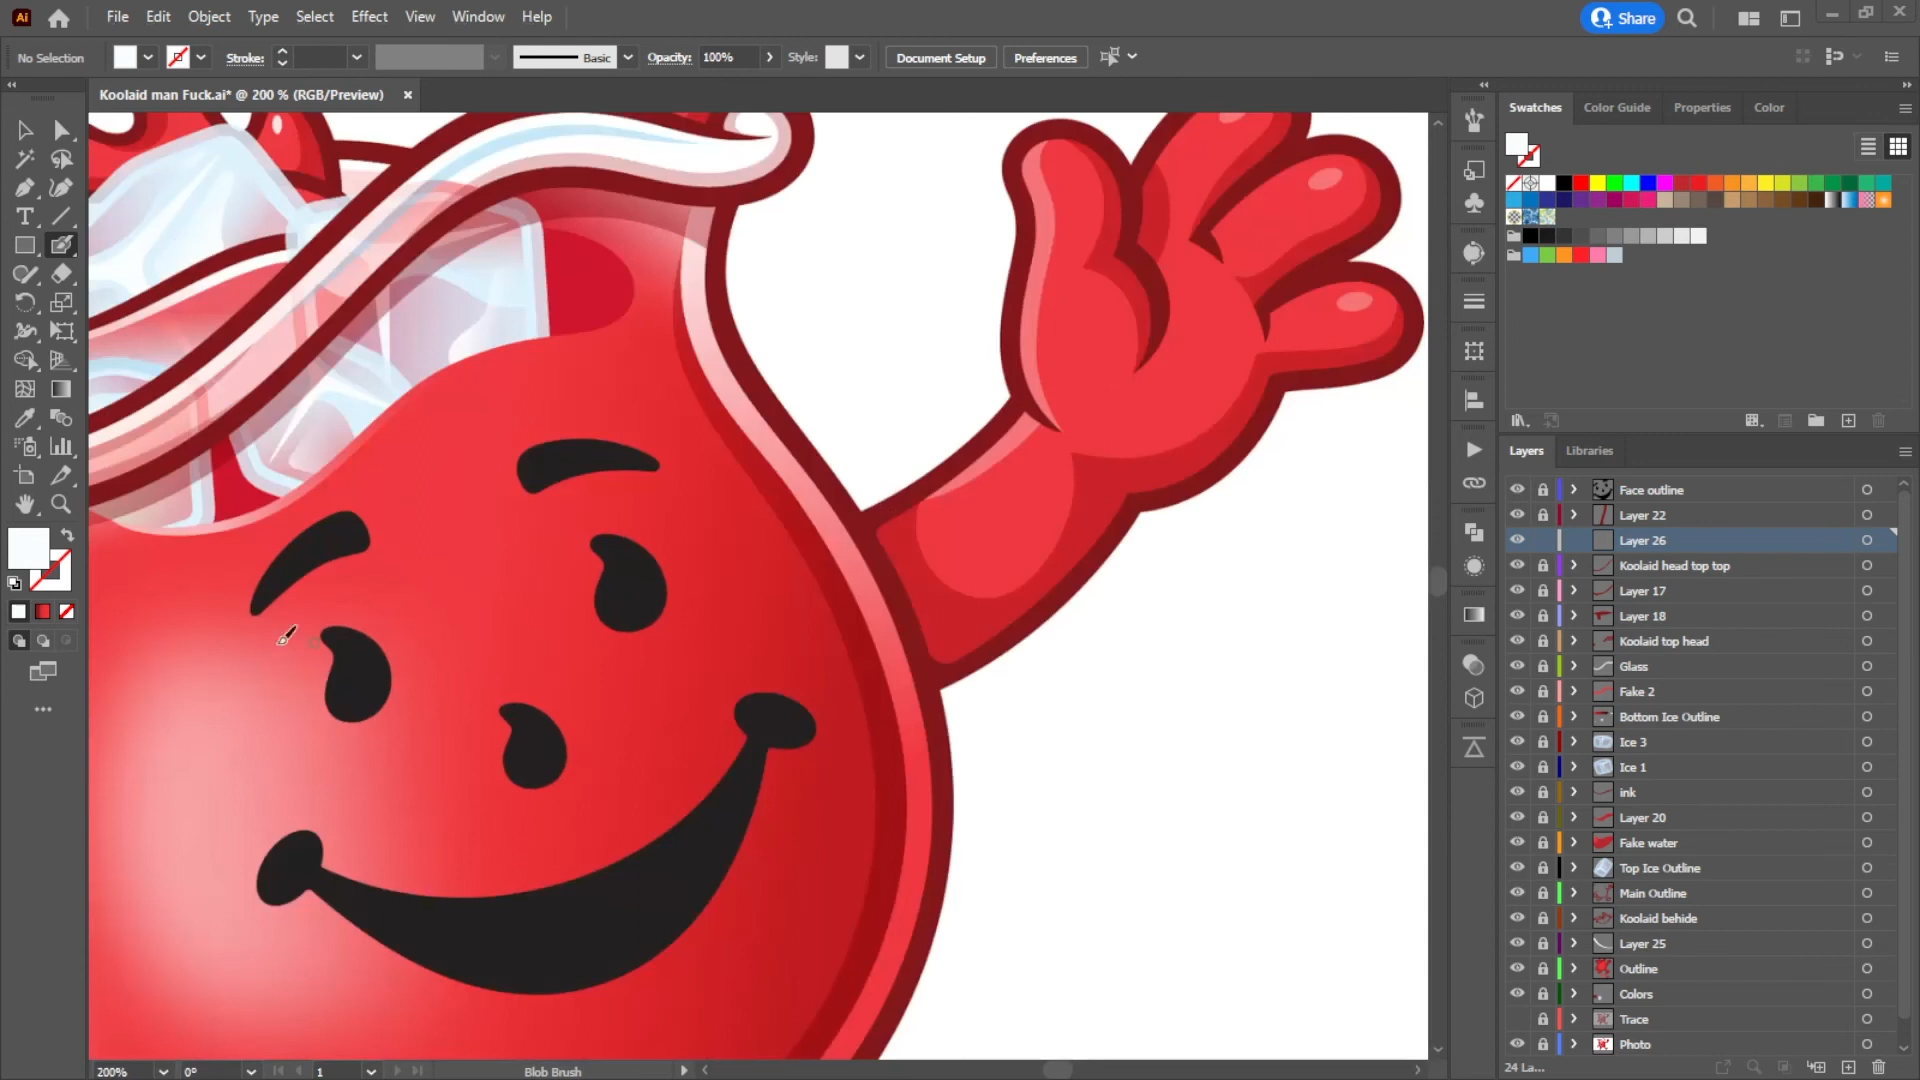 Ai File Edit Object Type Select Effect View Window Help Share
No Selection Stroke: Basic Opacity: 100% Style: Document Setup Preferences
Koolaid man Fuck.ai* @ 200 % (RGB/Preview)
Swatches Color Guide Properties Color
Layers Libraries
Face outline
Layer 22
Layer 26
Koolaid head top top
Layer 17
Layer 18
Koolaid top head
Glass
Fake 2
Bottom Ice Outline
Ice 3
Ice 1
ink
Layer 20
Fake water
Top Ice Outline
Main Outline
Koolaid behide
Layer 25
Outline
Colors
Trace
Photo
24 La...
200% 0° 1 Blob Brush